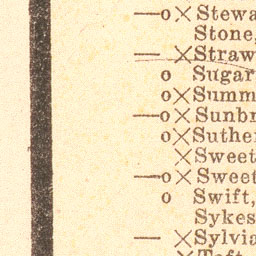 —o×Stewa
Stone,
— ×Straw
o Sugar
o×Summ
—o×Sunbr
o×Suther
×Sweet
—o×Sweet
o Swift,
Sykes
— ×Sylvia
×Taft